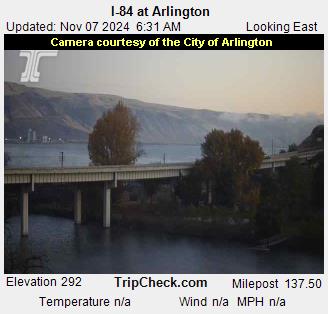 I-84 at Arlington
Updated: Nov 07 2024 6:31 AM Looking East
Camera courtesy of the City of Arlington
Elevation 292 TripCheck.com Milepost 137.50
Temperature n/a Wind n/a MPH n/a